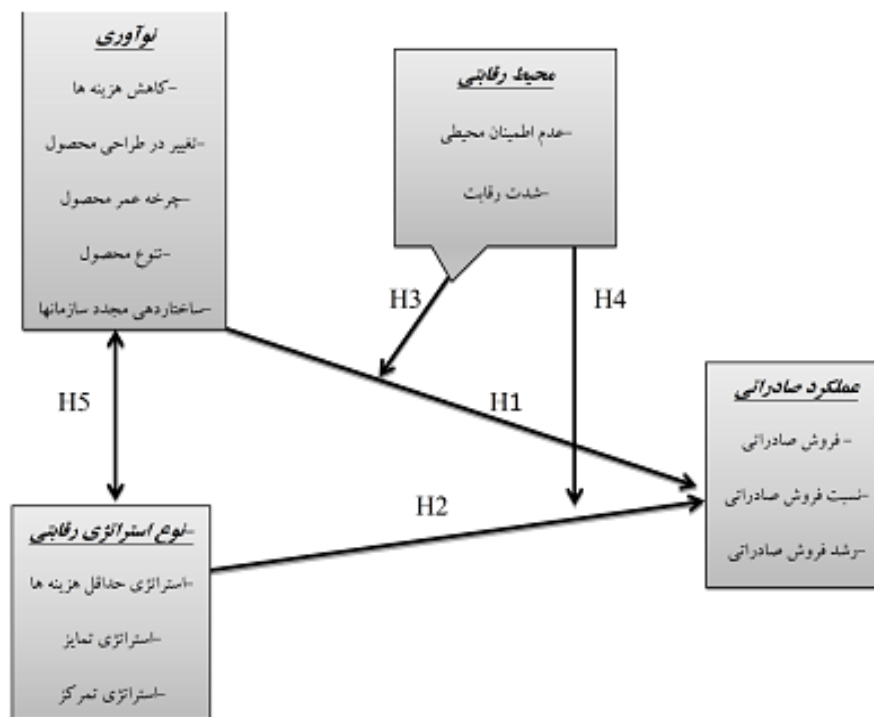 نوآوری
-کاهش هزینه ها
-تغییر در طراحی محصول
-چرخه عمر محصول
-تنوع محصول
-ساختاردهی مجدد سازمانها
محیط رقابتی
-عدم اطمینان محیطی
-شدت رقابت
H3
H4
H5
H1
H2
عملکرد صادراتی
- فروش صادراتی
-نسبت فروش صادراتی
-رشد فروش صادراتی
-نوع استراتژی رقابتی
-استراتژی حداقل هزینه ها
-استراتژی تمایز
-استراتژی تمرکز